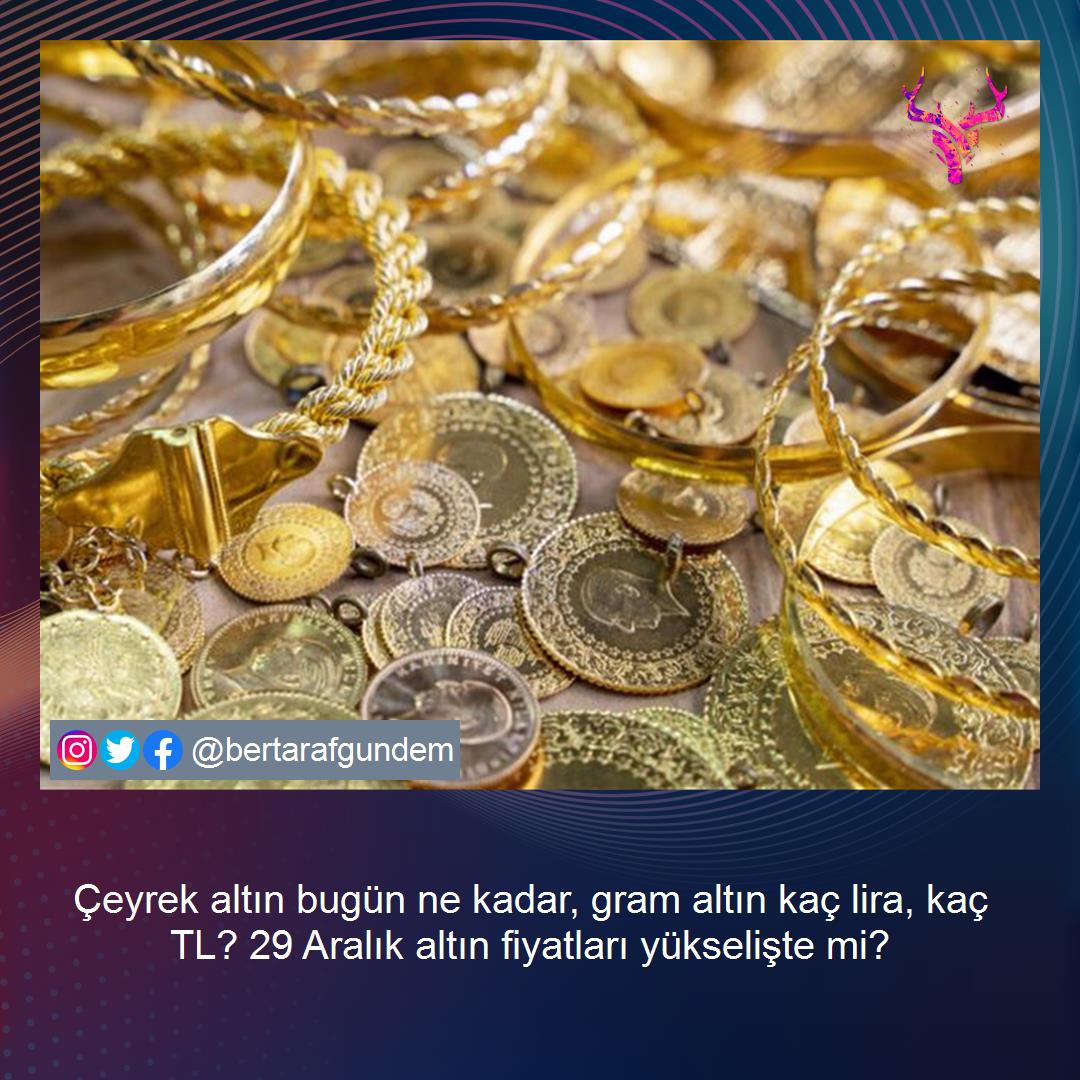 @bertarafgundem
Çeyrek altın bugün ne kadar, gram altın kaç lira, kaç
TL? 29 Aralık altın fiyatları yükselişte mi?